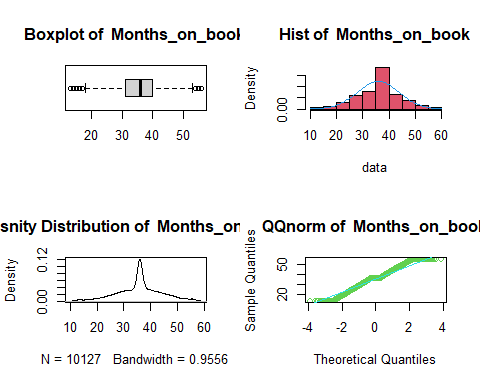 Boxplot of Months_on_book
20 30 40 50
Hist of Months_on_book
Density
0.00
10 20 30 40 50 60
data
snity Distribution of Months_on
Density
0.00 0.12
10 20 30 40 50 60
N = 10127 Bandwidth = 0.9556
QQnorm of Months_on_book
Sample Quantiles
20 50
-4 -2 0 2 4
Theoretical Quantiles